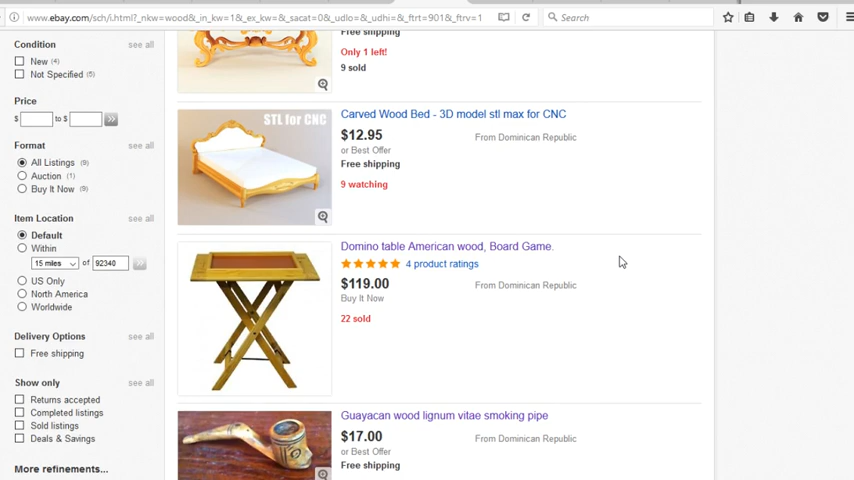 www.ebay.com/sch/i.html?_nkw=wood&_in_kw=1&_ex_kw=&_sacat=0&_udlo=&_udhi=&_ftrt=901&_ftrv=1
Search
Condition
see all
New (4)
Not Specified (5)
Price
$ to $
Format
see all
All Listings (9)
Auction (1)
Buy It Now (9)
Item Location
see all
Default
Within
15 miles of 92340
US Only
North America
Worldwide
Delivery Options
see all
Free shipping
Show only
see all
Returns accepted
Completed listings
Sold listings
Deals & Savings
More refinements...
Free shipping
Only 1 left!
9 sold
STL for CNC
Carved Wood Bed - 3D model stl max for CNC
$12.95
From Dominican Republic
or Best Offer
Free shipping
9 watching
Domino table American wood, Board Game.
4 product ratings
$119.00
From Dominican Republic
Buy It Now
22 sold
Guayacan wood lignum vitae smoking pipe
$17.00
From Dominican Republic
or Best Offer
Free shipping